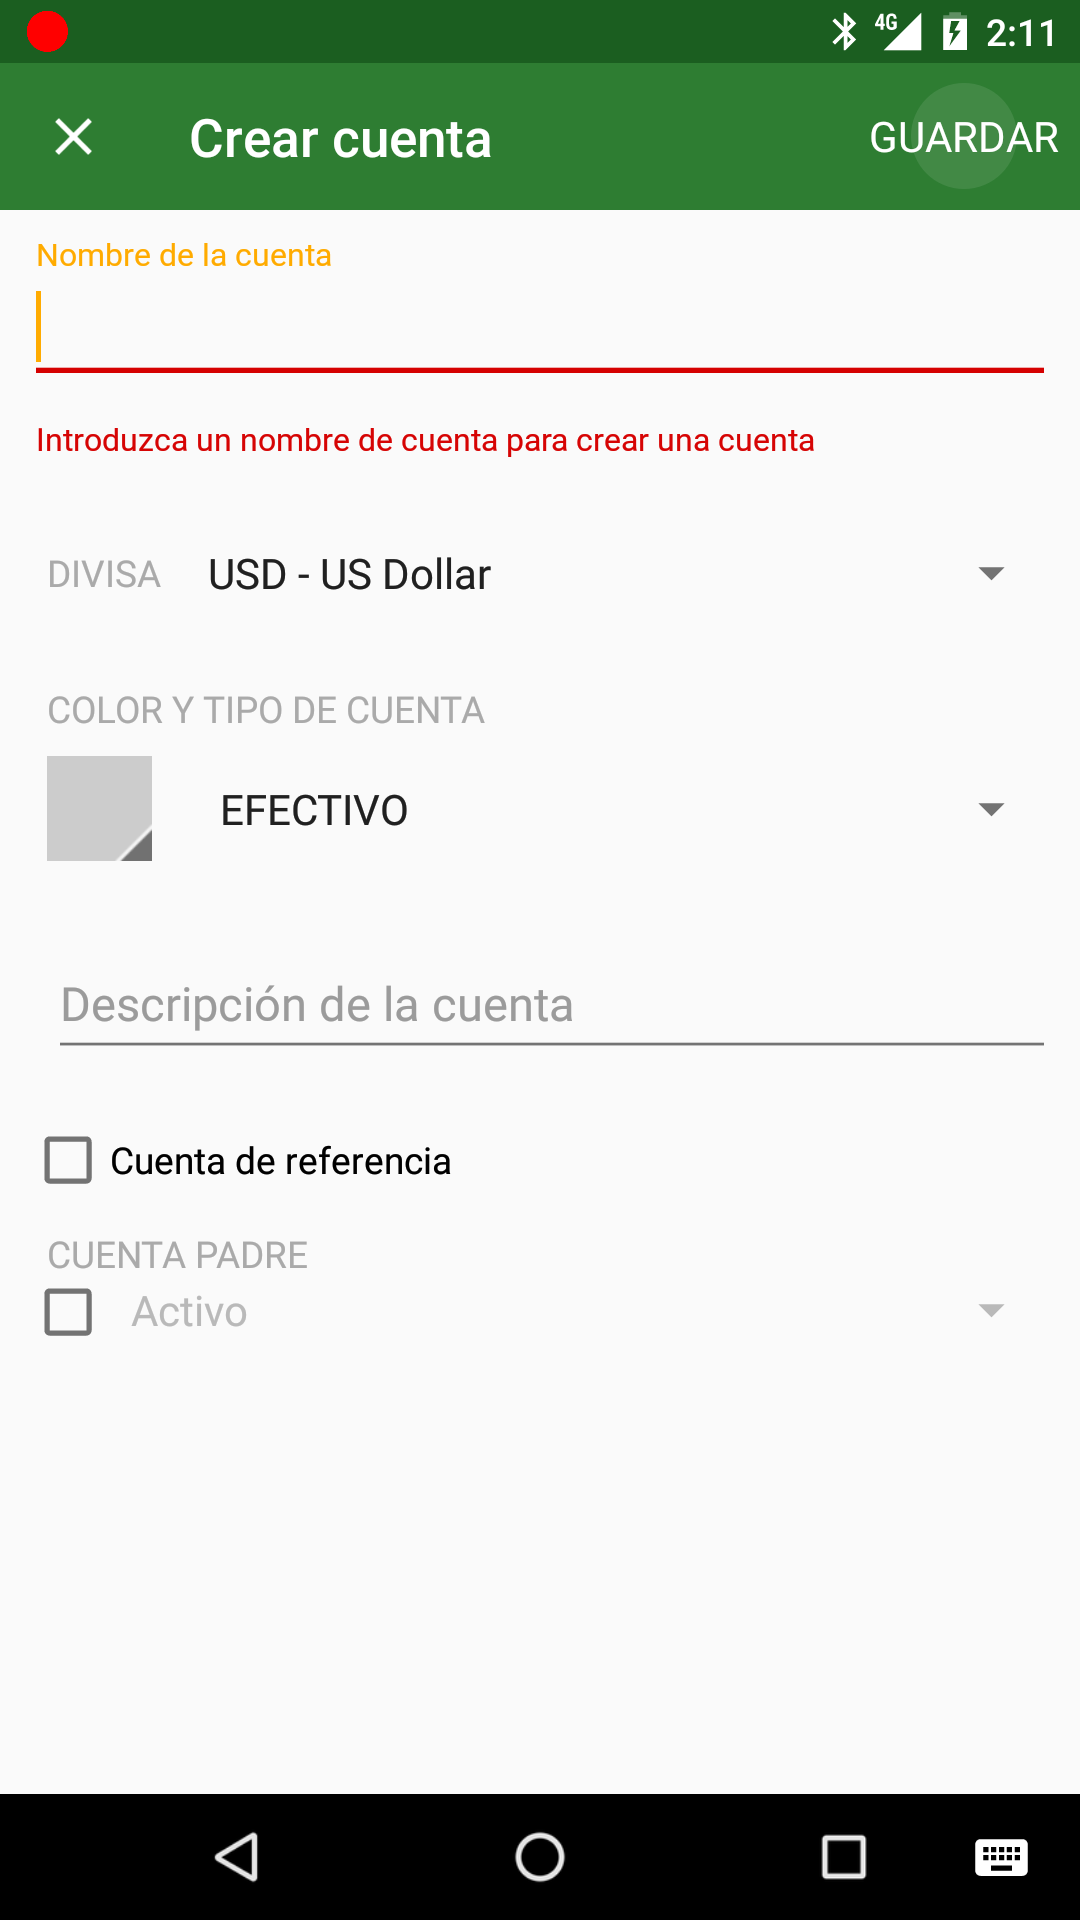 4G 2:11
Crear cuenta GUARDAR
Nombre de la cuenta
Introduzca un nombre de cuenta para crear una cuenta
DIVISA USD - US Dollar
COLOR Y TIPO DE CUENTA
EFECTIVO
Descripción de la cuenta
Cuenta de referencia
CUENTA PADRE
Activo